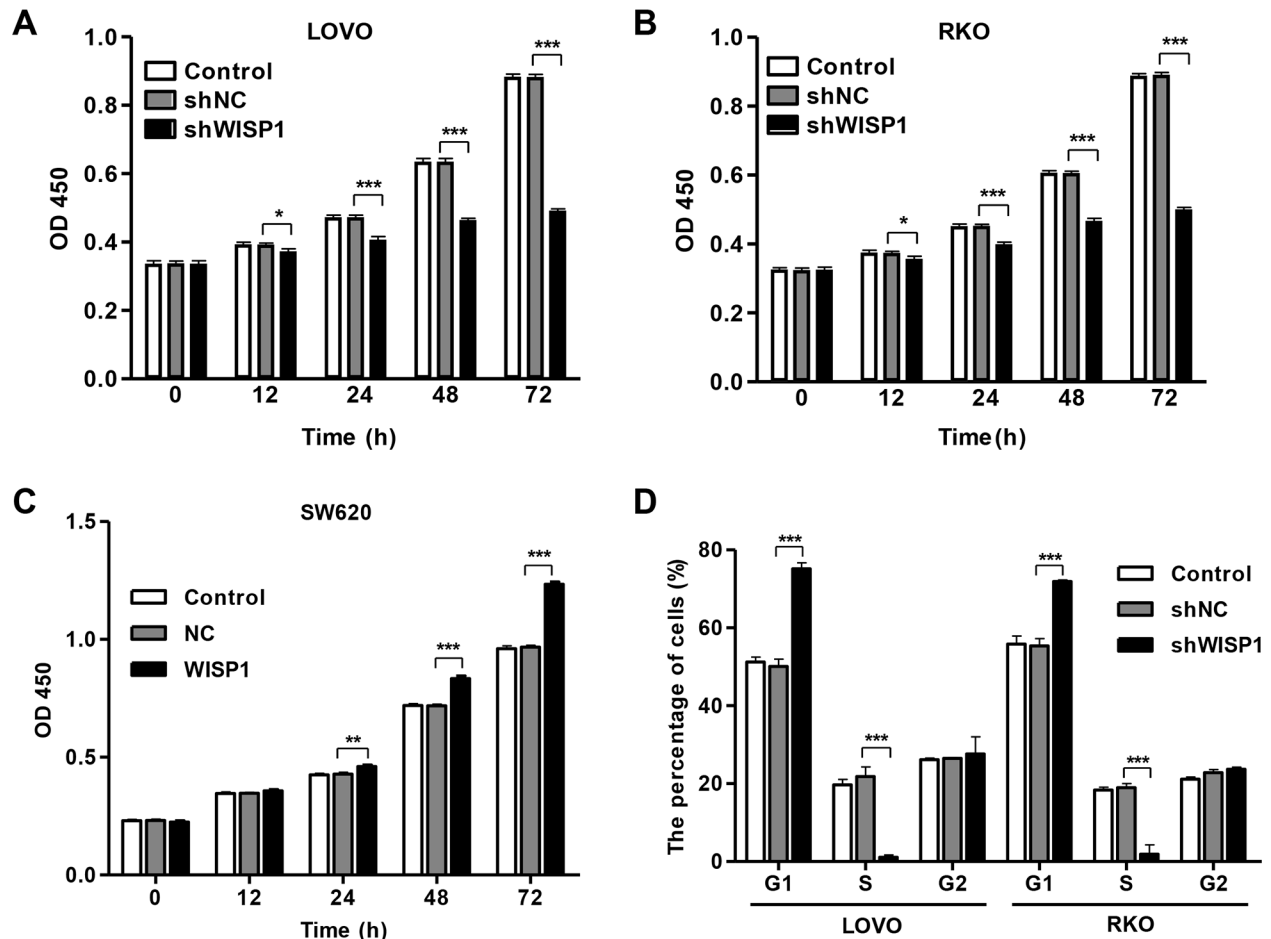 A
LOVO
Control
shNC
shWISP1
OD 450
1.0
0.8
0.6
0.4
0.2
0.0
*
***
***
***
0
12
24
48
72
Time (h)
B
RKO
Control
shNC
shWISP1
OD 450
1.0
0.8
0.6
0.4
0.2
0.0
*
***
***
***
0
12
24
48
72
Time(h)
C
SW620
Control
NC
WISP1
OD 450
1.5
1.0
0.5
0.0
**
***
***
0
12
24
48
72
Time (h)
D
Control
shNC
shWISP1
The percentage of cells (%)
80
60
40
20
0
***
***
***
***
G1
S
G2
G1
S
G2
LOVO
RKO